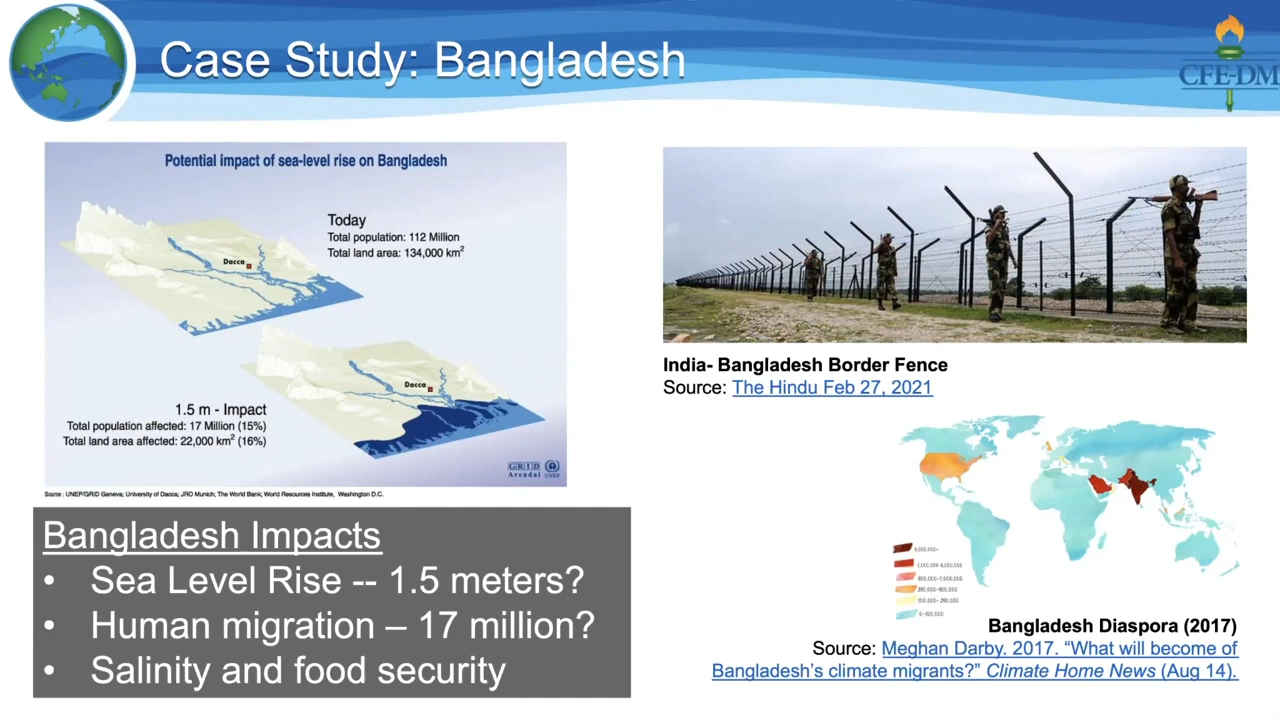 Case Study: Bangladesh
CFE-DM
Potential impact of sea-level rise on Bangladesh
Today
Total population: 112 Million
Total land area: 134,000 km²
Dacca
Dacca
1.5 m - Impact
Total population affected: 17 Million (15%)
Total land area affected: 22,000 km² (16%)
GRID
Arendal UNEP
Source : UNEP/GRID Geneva; University of Dacca; JRO Munich; The World Bank; World Resources Institute, Washington D.C.
Bangladesh Impacts
• Sea Level Rise -- 1.5 meters?
• Human migration – 17 million?
• Salinity and food security
India- Bangladesh Border Fence
Source: The Hindu Feb 27, 2021
Bangladesh Diaspora (2017)
Source: Meghan Darby. 2017. “What will become of
Bangladesh’s climate migrants?” Climate Home News (Aug 14).